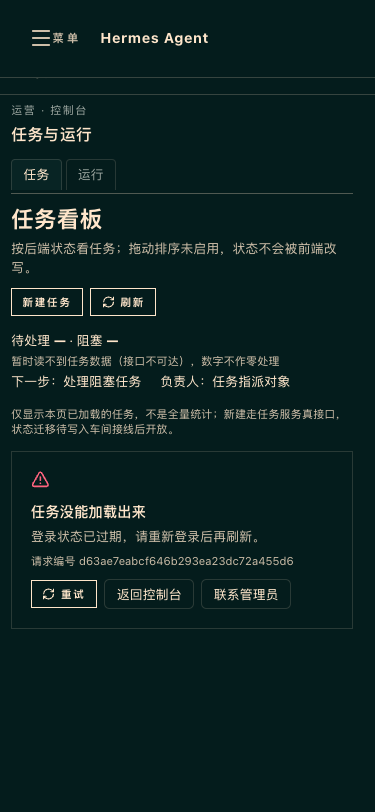 菜单 Hermes Agent
运营 · 控制台
任务与运行
任务 运行
任务看板
按后端状态看任务；拖动排序未启用，状态不会被前端改
写。
新建任务 刷新
待处理 — · 阻塞 —
暂时读不到任务数据（接口不可达），数字不作零处理
下一步：处理阻塞任务 负责人：任务指派对象
仅显示本页已加载的任务，不是全量统计；新建走任务服务真接口，
状态迁移待写入车间接线后开放。
任务没能加载出来
登录状态已过期，请重新登录后再刷新。
请求编号 d63ae7eabcf646b293ea23dc72a455d6
重试 返回控制台 联系管理员